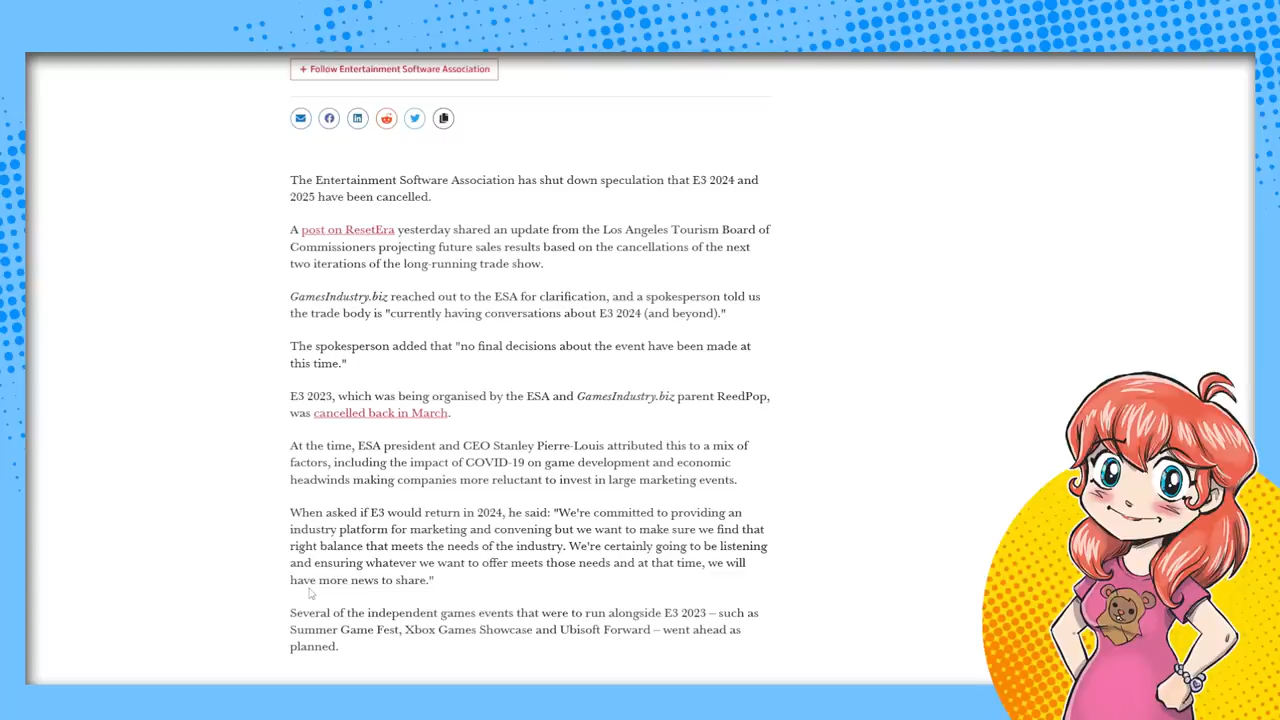 + Follow Entertainment Software Association
The Entertainment Software Association has shut down speculation that E3 2024 and
2025 have been cancelled.
A post on ResetEra yesterday shared an update from the Los Angeles Tourism Board of
Commissioners projecting future sales results based on the cancellations of the next
two iterations of the long-running trade show.
GamesIndustry.biz reached out to the ESA for clarification, and a spokesperson told us
the trade body is "currently having conversations about E3 2024 (and beyond)."
The spokesperson added that "no final decisions about the event have been made at
this time."
E3 2023, which was being organised by the ESA and GamesIndustry.biz parent ReedPop,
was cancelled back in March.
At the time, ESA president and CEO Stanley Pierre-Louis attributed this to a mix of
factors, including the impact of COVID-19 on game development and economic
headwinds making companies more reluctant to invest in large marketing events.
When asked if E3 would return in 2024, he said: "We're committed to providing an
industry platform for marketing and convening but we want to make sure we find that
right balance that meets the needs of the industry. We're certainly going to be listening
and ensuring whatever we want to offer meets those needs and at that time, we will
have more news to share."
Several of the independent games events that were to run alongside E3 2023 – such as
Summer Game Fest, Xbox Games Showcase and Ubisoft Forward – went ahead as
planned.